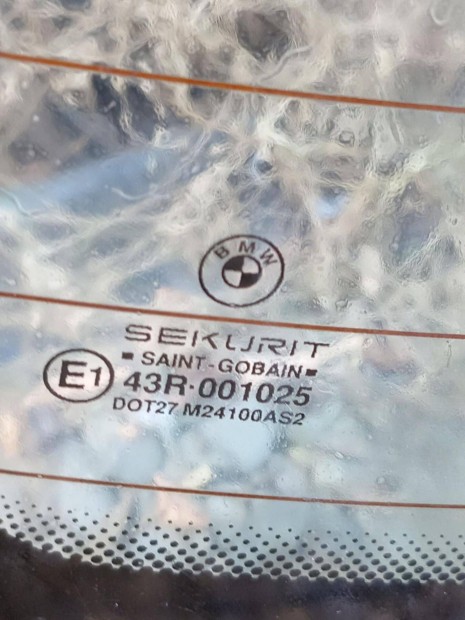 BMW
SEKURIT
SAINT-GOBAIN
E1 43R-001025
DOT27 M24100AS2